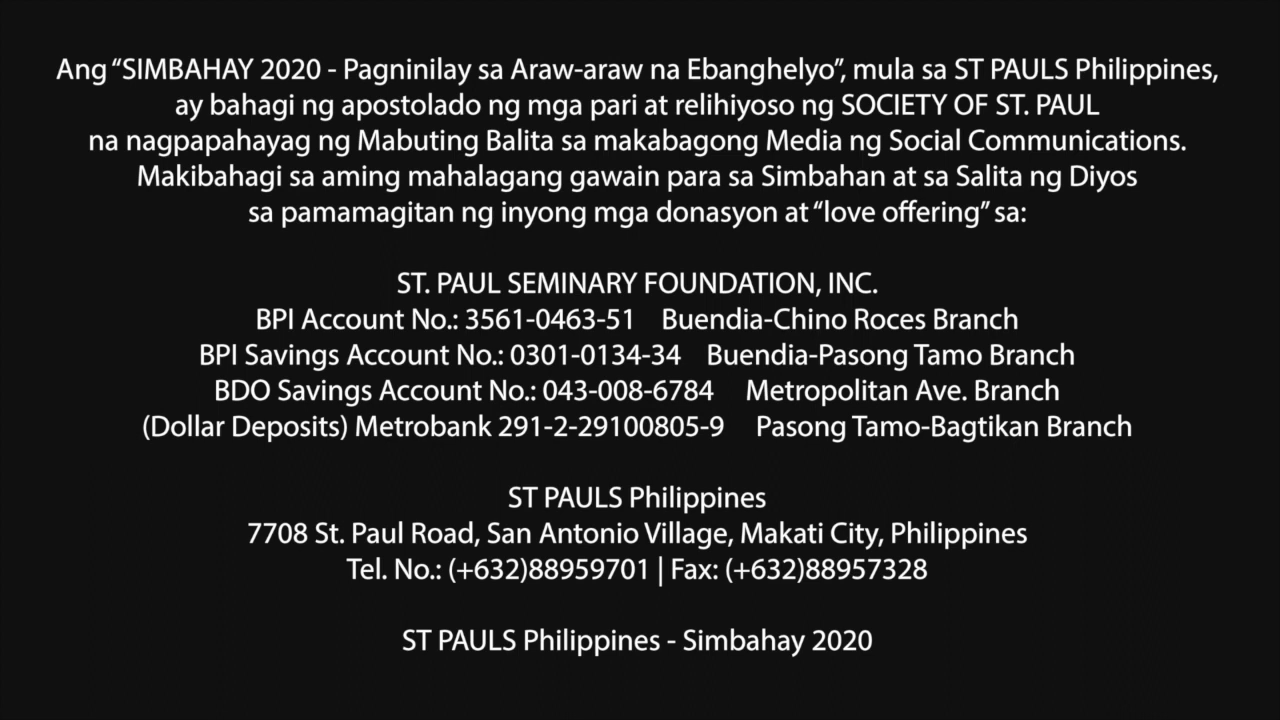 Ang “SIMBAHAY 2020 - Pagninilay sa Araw-araw na Ebanghelyo”, mula sa ST PAULS Philippines,
ay bahagi ng apostolado ng mga pari at relihiyoso ng SOCIETY OF ST. PAUL
na nagpapahayag ng Mabuting Balita sa makabagong Media ng Social Communications.
Makibahagi sa aming mahalagang gawain para sa Simbahan at sa Salita ng Diyos
sa pamamagitan ng inyong mga donasyon at “love offering” sa:
ST. PAUL SEMINARY FOUNDATION, INC.
BPI Account No.: 3561-0463-51 Buendia-Chino Roces Branch
BPI Savings Account No.: 0301-0134-34 Buendia-Pasong Tamo Branch
BDO Savings Account No.: 043-008-6784 Metropolitan Ave. Branch
(Dollar Deposits) Metrobank 291-2-29100805-9 Pasong Tamo-Bagtikan Branch
ST PAULS Philippines
7708 St. Paul Road, San Antonio Village, Makati City, Philippines
Tel. No.: (+632)88959701 | Fax: (+632)88957328
ST PAULS Philippines - Simbahay 2020